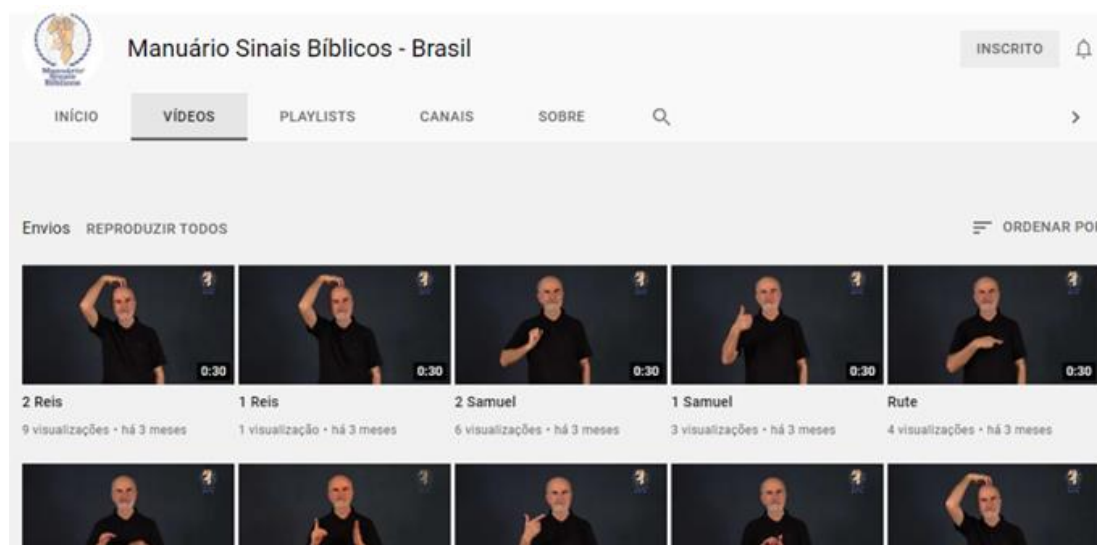 Manuário Sinais Bíblicos
Manuário Sinais Bíblicos - Brasil
INSCRITO
INÍCIO VÍDEOS PLAYLISTS CANAIS SOBRE
Envios REPRODUZIR TODOS
ORDENAR POR
0:30 0:30 0:30 0:30 0:30
2 Reis 1 Reis 2 Samuel 1 Samuel Rute
9 visualizações • há 3 meses 1 visualização • há 3 meses 6 visualizações • há 3 meses 3 visualizações • há 3 meses 4 visualizações • há 3 meses